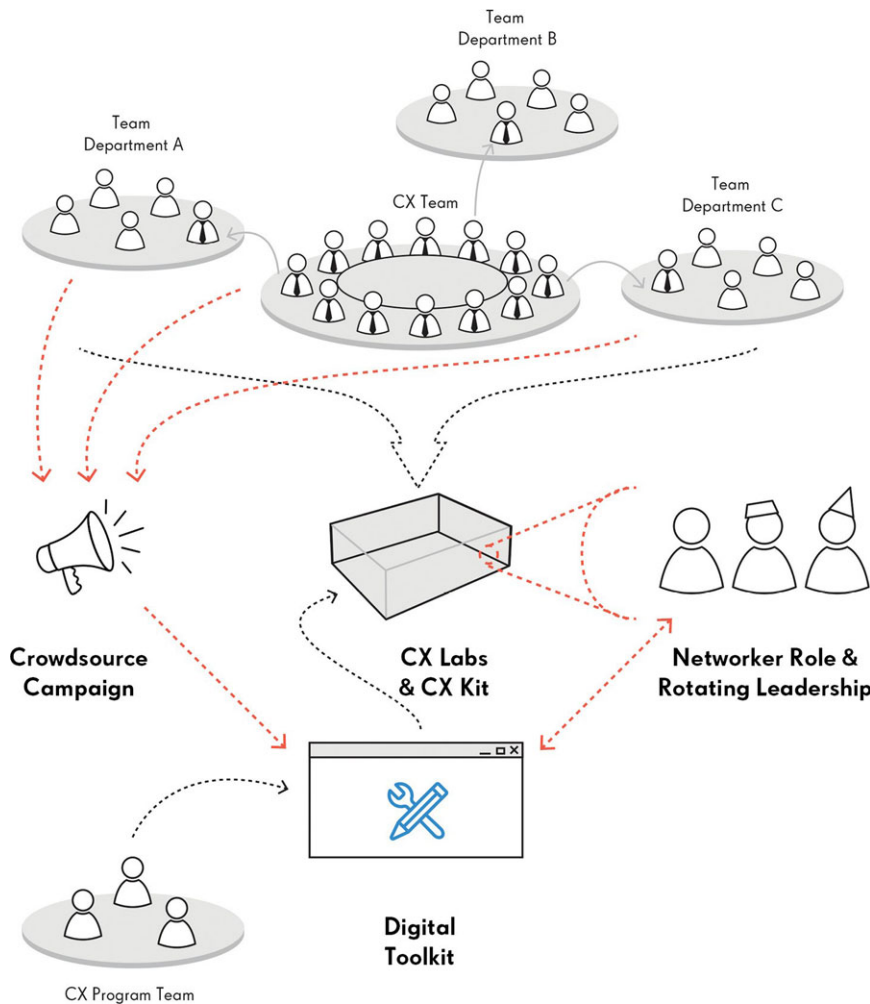 Team
Department B
Team
Department A
CX Team
Team
Department C
Crowdsource
Campaign
CX Labs
& CX Kit
Networker Role &
Rotating Leadership
Digital
Toolkit
CX Program Team